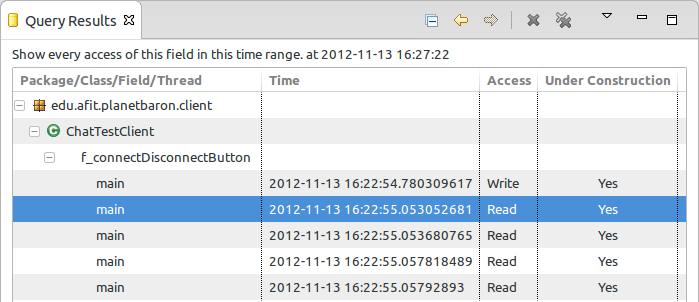 Query Results
Show every access of this field in this time range. at 2012-11-13 16:27:22
Package/Class/Field/Thread Time Access Under Construction
edu.afit.planetbaron.client
C ChatTestClient
f_connectDisconnectButton
main 2012-11-13 16:22:54.780309617 Write Yes
main 2012-11-13 16:22:55.053052681 Read Yes
main 2012-11-13 16:22:55.053680765 Read Yes
main 2012-11-13 16:22:55.057818489 Read Yes
main 2012-11-13 16:22:55.05792893 Read Yes